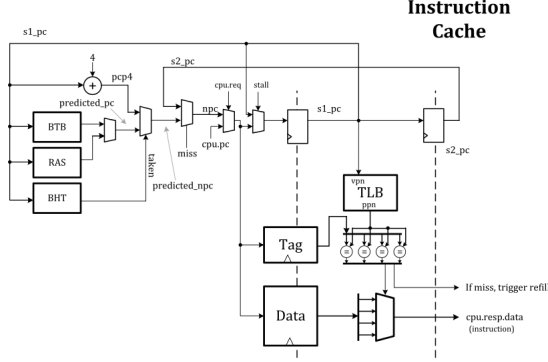 Instruction
Cache
s1_pc
4
pcp4
s2_pc
cpu.req
stall
predicted_pc
npc
s1_pc
BTB
cpu.pc
miss
s2_pc
RAS
taken
predicted_npc
vpn
TLB
ppn
BHT
Tag
= = = =
If miss, trigger refill
Data
cpu.resp.data
(instruction)